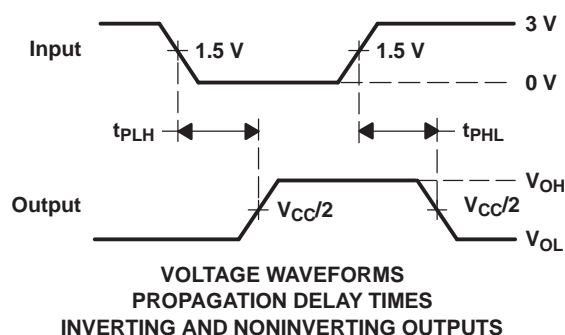 3 V
Input
1.5 V
1.5 V
0 V
tPLH
tPHL
VOH
Output
VCC/2
VCC/2
VOL
VOLTAGE WAVEFORMS
PROPAGATION DELAY TIMES
INVERTING AND NONINVERTING OUTPUTS